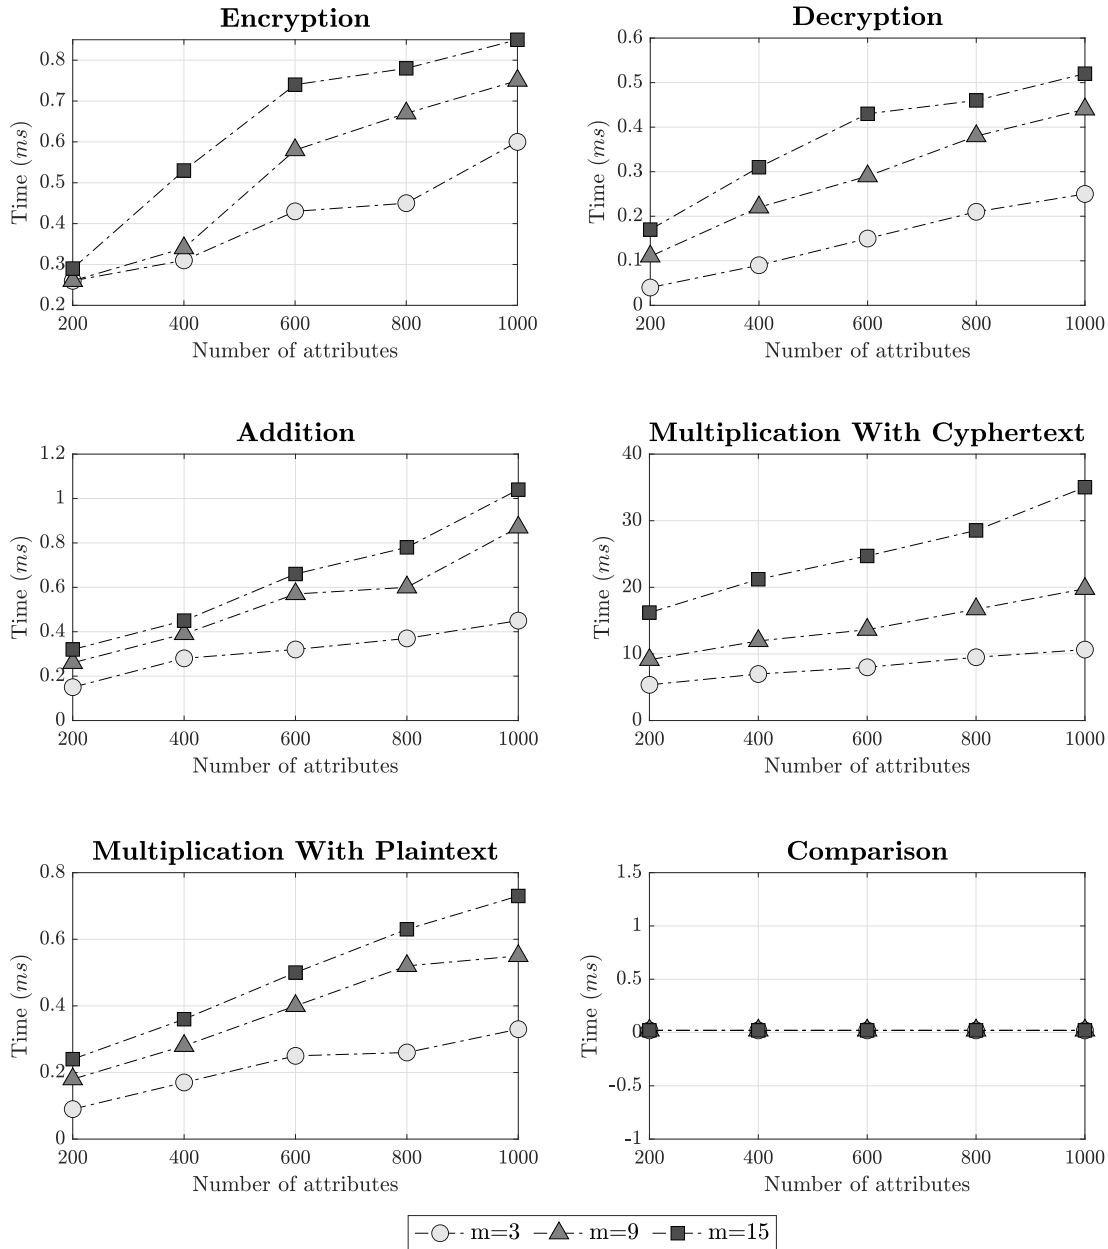 Encryption
0.8
0.7
0.6
0.5
0.4
0.3
0.2
Time (ms)
200 400 600 800 1000
Number of attributes
Decryption
0.6
0.5
0.4
0.3
0.2
0.1
0
Time (ms)
200 400 600 800 1000
Number of attributes
Addition
1.2
1
0.8
0.6
0.4
0.2
0
Time (ms)
200 400 600 800 1000
Number of attributes
Multiplication With Cyphertext
40
30
20
10
0
Time (ms)
200 400 600 800 1000
Number of attributes
Multiplication With Plaintext
0.8
0.6
0.4
0.2
0
Time (ms)
200 400 600 800 1000
Number of attributes
Comparison
1.5
1
0.5
0
-0.5
-1
Time (ms)
200 400 600 800 1000
Number of attributes
m=3 m=9 m=15